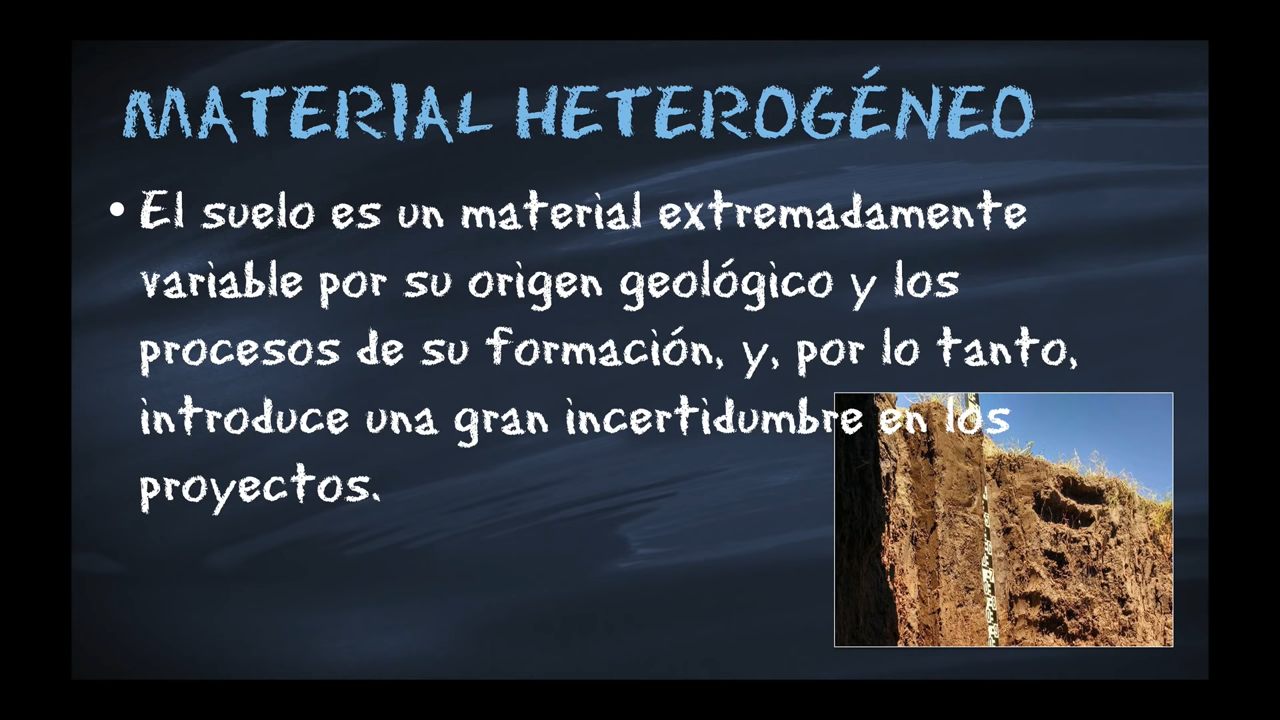 MATERIAL HETEROGÉNEO
• El suelo es un material extremadamente
variable por su origen geológico y los
procesos de su formación, y, por lo tanto,
introduce una gran incertidumbre en los
proyectos.